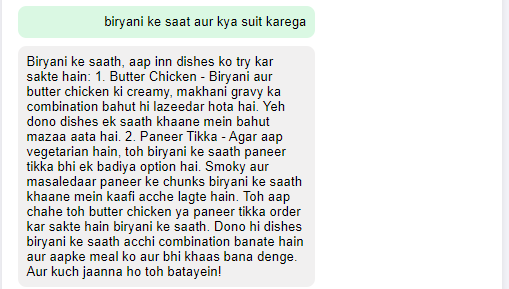 biryani ke saat aur kya suit karega
Biryani ke saath, aap inn dishes ko try kar
sakte hain: 1. Butter Chicken - Biryani aur
butter chicken ki creamy, makhani gravy ka
combination bahut hi lazeedar hota hai. Yeh
dono dishes ek saath khaane mein bahut
mazaa aata hai. 2. Paneer Tikka - Agar aap
vegetarian hain, toh biryani ke saath paneer
tikka bhi ek badiya option hai. Smoky aur
masaledaar paneer ke chunks biryani ke saath
khaane mein kaafi acche lagte hain. Toh aap
chahe toh butter chicken ya paneer tikka order
kar sakte hain biryani ke saath. Dono hi dishes
biryani ke saath acchi combination banate hain
aur aapke meal ko aur bhi khaas bana denge.
Aur kuch jaanna ho toh batayein!